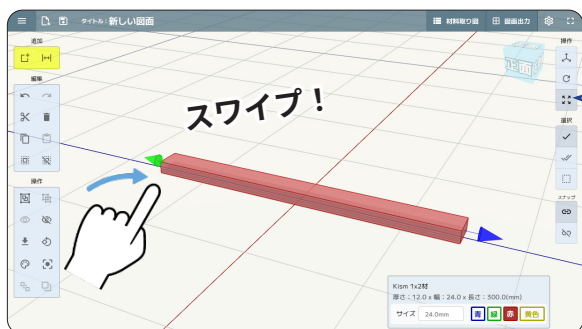 タイトル：新しい図面
材料取り図
図面出力
追加
編集
操作
スワイプ！
正面
操作
選択
スナップ
Kism 1x2材
厚さ：12.0 x 幅：24.0 x 長さ：300.0(mm)
サイズ 24.0mm 青 緑 赤 黄色